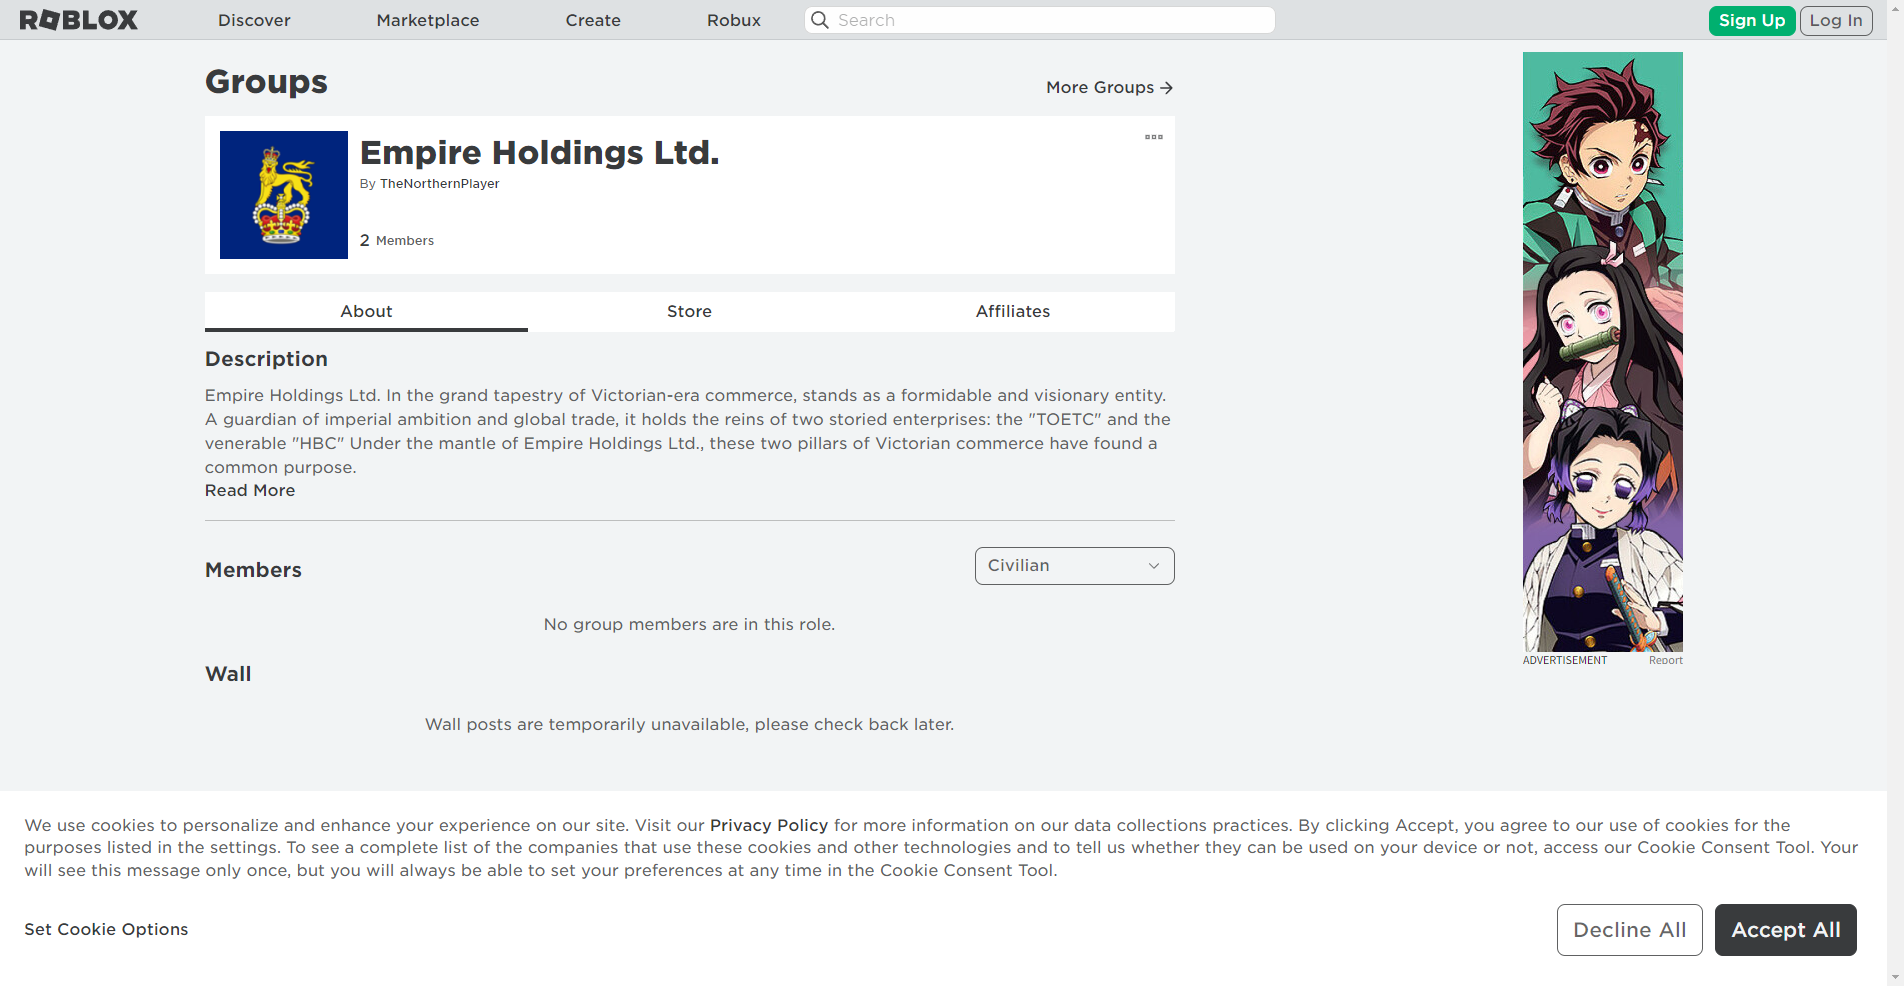 ROBLOX
Discover
Marketplace
Create
Robux
Search
Sign Up
Log In
Groups
More Groups
Empire Holdings Ltd.
By TheNorthernPlayer
2 Members
About
Store
Affiliates
Description
Empire Holdings Ltd. In the grand tapestry of Victorian-era commerce, stands as a formidable and visionary entity.
A guardian of imperial ambition and global trade, it holds the reins of two storied enterprises: the "TOETC" and the
venerable "HBC" Under the mantle of Empire Holdings Ltd., these two pillars of Victorian commerce have found a
common purpose.
Read More
Members
Civilian
No group members are in this role.
Wall
Wall posts are temporarily unavailable, please check back later.
ADVERTISEMENT
Report
We use cookies to personalize and enhance your experience on our site. Visit our Privacy Policy for more information on our data collections practices. By clicking Accept, you agree to our use of cookies for the
purposes listed in the settings. To see a complete list of the companies that use these cookies and other technologies and to tell us whether they can be used on your device or not, access our Cookie Consent Tool. Your
will see this message only once, but you will always be able to set your preferences at any time in the Cookie Consent Tool.
Set Cookie Options
Decline All
Accept All